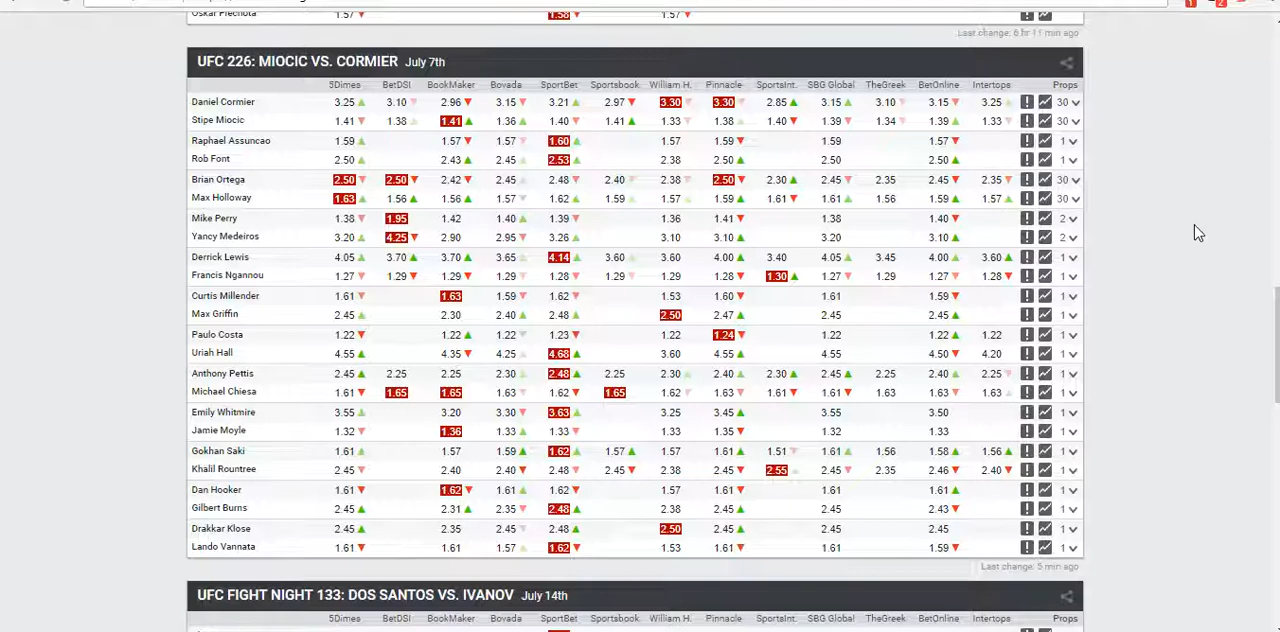 Oskar Piechota 1.57 1.58 1.57
Last change: 6 hr 11 min ago
UFC 226: MIOCIC VS. CORMIER July 7th
5Dimes BetDSI BookMaker Bovada SportBet Sportsbook William H. Pinnacle SportsInt. SBG Global TheGreek BetOnline Intertops Props
Daniel Cormier 3.25 3.10 2.96 3.15 3.21 2.97 3.30 3.30 2.85 3.15 3.10 3.15 3.25 30
Stipe Miocic 1.41 1.38 1.41 1.36 1.40 1.41 1.33 1.38 1.40 1.39 1.34 1.39 1.33 30
Raphael Assuncao 1.59 1.57 1.57 1.60 1.57 1.59 1.59 1.57 1
Rob Font 2.50 2.43 2.45 2.53 2.38 2.50 2.50 2.50 1
Brian Ortega 2.50 2.50 2.42 2.45 2.48 2.40 2.38 2.50 2.30 2.45 2.35 2.45 2.35 30
Max Holloway 1.63 1.56 1.56 1.57 1.62 1.59 1.57 1.59 1.61 1.61 1.56 1.59 1.57 30
Mike Perry 1.38 1.95 1.42 1.40 1.39 1.36 1.41 1.38 1.40 2
Yancy Medeiros 3.20 4.25 2.90 2.95 3.26 3.10 3.10 3.20 3.10 2
Derrick Lewis 4.05 3.70 3.70 3.65 4.14 3.60 3.60 4.00 3.40 4.05 3.45 4.00 3.60 1
Francis Ngannou 1.27 1.29 1.29 1.29 1.28 1.29 1.29 1.28 1.30 1.27 1.29 1.27 1.28 1
Curtis Millender 1.61 1.63 1.59 1.62 1.53 1.60 1.61 1.59 1
Max Griffin 2.45 2.30 2.40 2.48 2.50 2.47 2.45 2.45 1
Paulo Costa 1.22 1.22 1.22 1.23 1.22 1.24 1.22 1.22 1.22 1
Uriah Hall 4.55 4.35 4.25 4.68 3.60 4.55 4.55 4.50 4.20 1
Anthony Pettis 2.45 2.25 2.25 2.30 2.48 2.25 2.30 2.40 2.30 2.45 2.25 2.40 2.25 1
Michael Chiesa 1.61 1.65 1.65 1.63 1.62 1.65 1.62 1.63 1.61 1.61 1.63 1.63 1.63 1
Emily Whitmire 3.55 3.20 3.30 3.63 3.25 3.45 3.55 3.50 1
Jamie Moyle 1.32 1.36 1.33 1.33 1.33 1.35 1.32 1.33 1
Gokhan Saki 1.61 1.57 1.59 1.62 1.57 1.57 1.61 1.51 1.61 1.56 1.58 1.56 1
Khalil Rountree 2.45 2.40 2.40 2.48 2.45 2.38 2.45 2.55 2.45 2.35 2.46 2.40 1
Dan Hooker 1.61 1.62 1.61 1.62 1.57 1.61 1.61 1.61 1
Gilbert Burns 2.45 2.31 2.35 2.48 2.38 2.45 2.45 2.43 1
Drakkar Klose 2.45 2.35 2.45 2.48 2.50 2.45 2.45 2.45 1
Lando Vannata 1.61 1.61 1.57 1.62 1.53 1.61 1.61 1.59 1
Last change: 5 min ago
UFC FIGHT NIGHT 133: DOS SANTOS VS. IVANOV July 14th
5Dimes BetDSI BookMaker Bovada SportBet Sportsbook William H. Pinnacle SportsInt. SBG Global TheGreek BetOnline Intertops Props